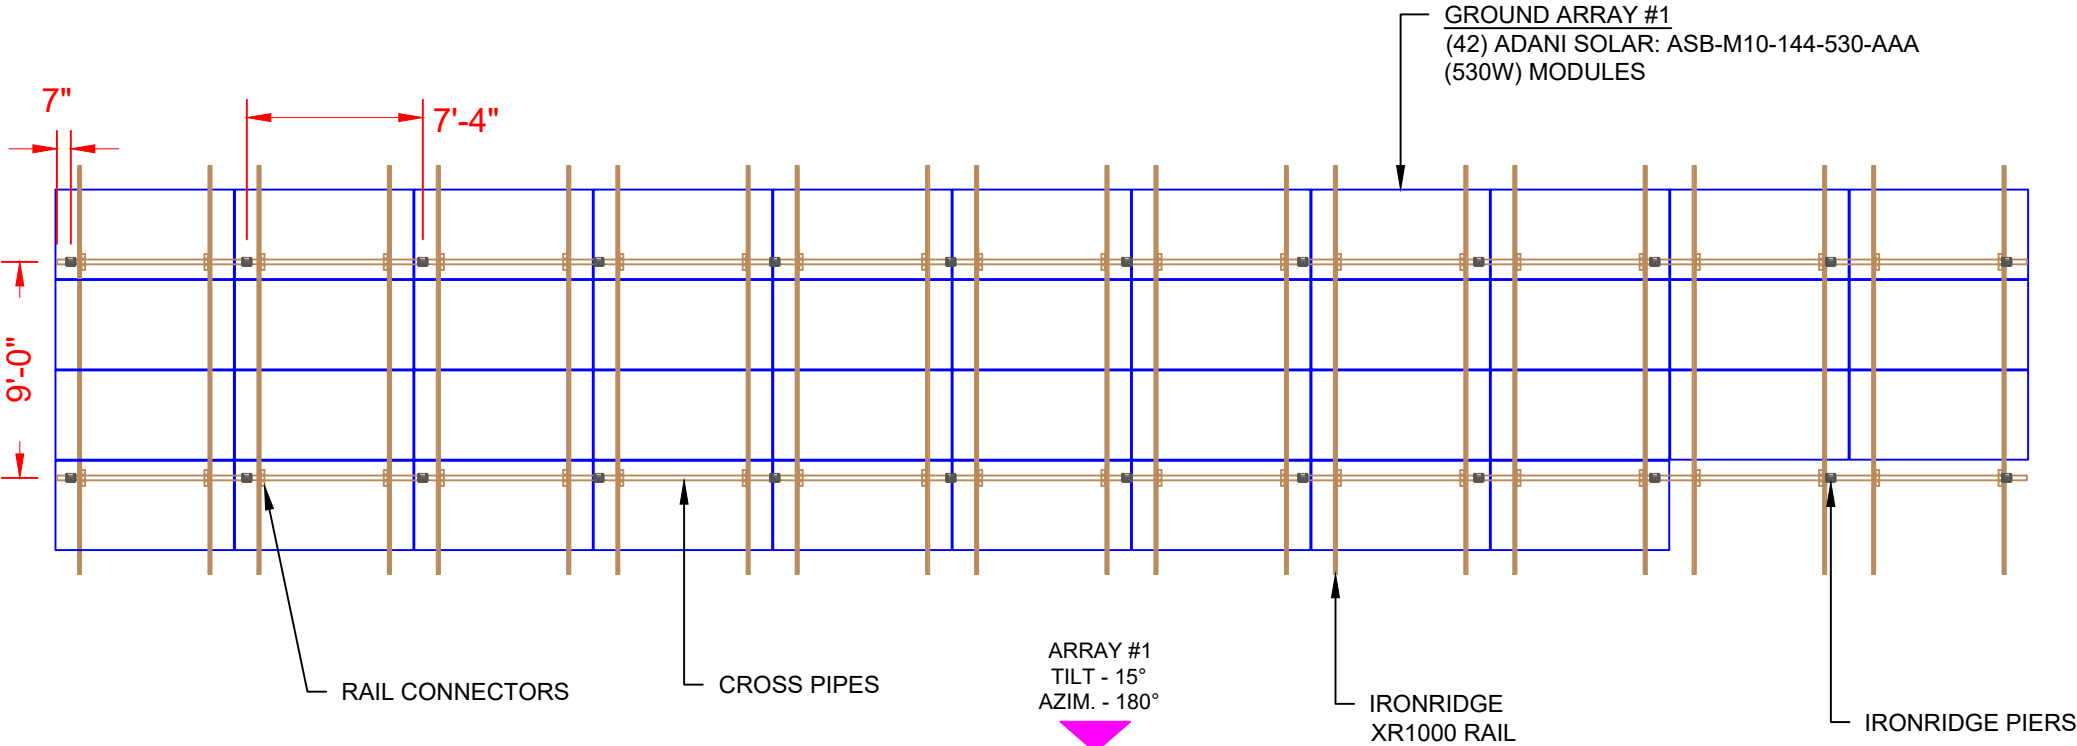 GROUND ARRAY #1
(42) ADANI SOLAR: ASB-M10-144-530-AAA
(530W) MODULES
7"
7'-4"
9'-0"
RAIL CONNECTORS
CROSS PIPES
ARRAY #1
TILT - 15°
AZIM. - 180°
IRONRIDGE
XR1000 RAIL
IRONRIDGE PIERS